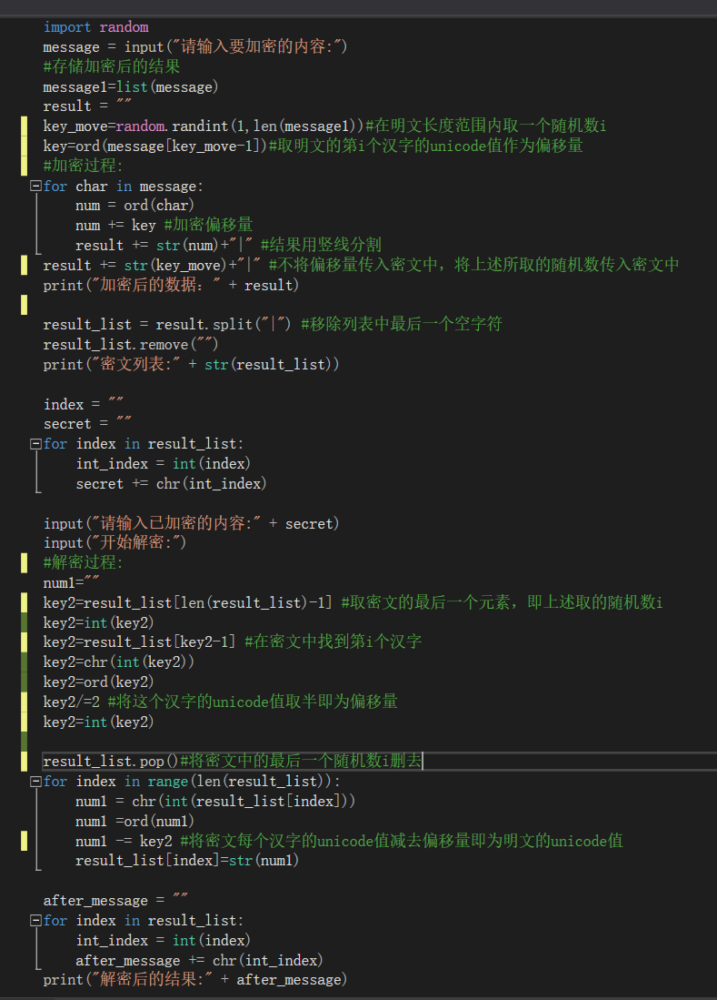 import random
message = input("请输入要加密的内容:")
#存储加密后的结果
message1=list(message)
result = ""
key_move=random.randint(1,len(message1))#在明文长度范围内取一个随机数i
key=ord(message[key_move-1])#取明文的第i个汉字的unicode值作为偏移量
#加密过程:
for char in message:
    num = ord(char)
    num += key #加密偏移量
    result += str(num)+"|" #结果用竖线分割
result += str(key_move)+"|" #不将偏移量传入密文中，将上述所取的随机数传入密文中
print("加密后的数据：" + result)

result_list = result.split("|") #移除列表中最后一个空字符
result_list.remove("")
print("密文列表:" + str(result_list))

index = ""
secret = ""
for index in result_list:
    int_index = int(index)
    secret += chr(int_index)

input("请输入已加密的内容:" + secret)
input("开始解密:")
#解密过程:
num1=""
key2=result_list[len(result_list)-1] #取密文的最后一个元素，即上述取的随机数i
key2=int(key2)
key2=result_list[key2-1] #在密文中找到第i个汉字
key2=chr(int(key2))
key2=ord(key2)
key2/=2 #将这个汉字的unicode值取半即为偏移量
key2=int(key2)

result_list.pop()#将密文中的最后一个随机数i删去
for index in range(len(result_list)):
    num1 = chr(int(result_list[index]))
    num1 =ord(num1)
    num1 -= key2 #将密文每个汉字的unicode值减去偏移量即为明文的unicode值
    result_list[index]=str(num1)

after_message = ""
for index in result_list:
    int_index = int(index)
    after_message += chr(int_index)
print("解密后的结果:" + after_message)